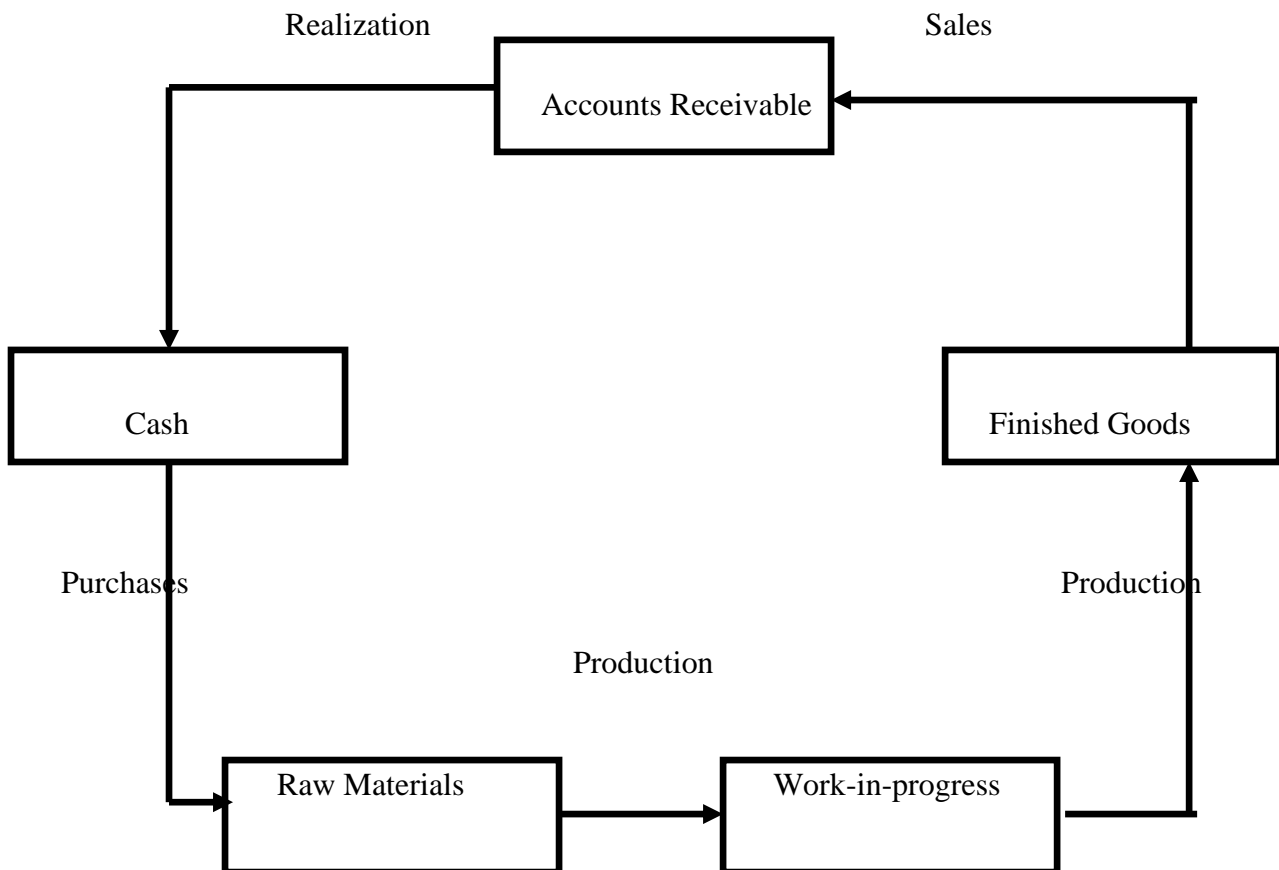 Realization
Sales
Accounts Receivable
Cash
Finished Goods
Purchases
Production
Production
Raw Materials
Work-in-progress